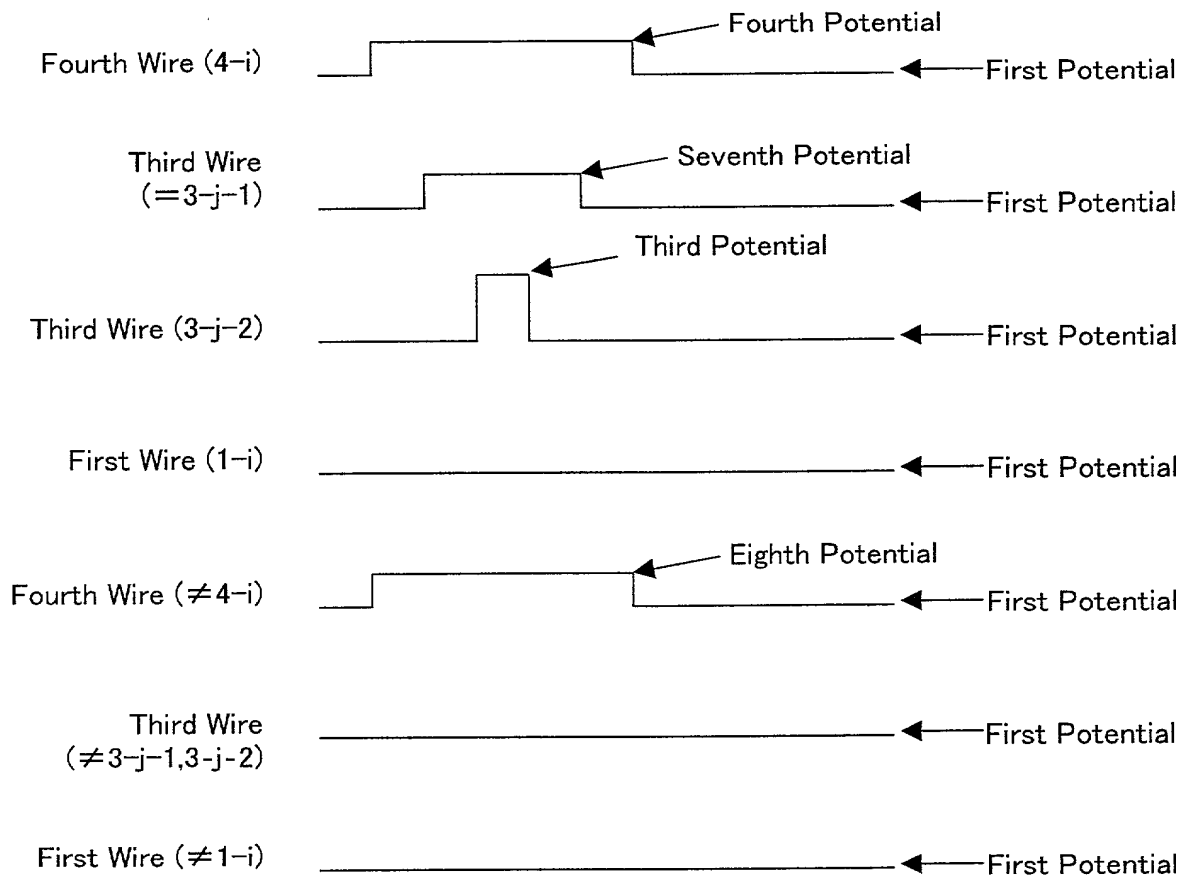 Fourth Potential
Fourth Wire (4-i)
First Potential
Seventh Potential
Third Wire
(=3-j-1)
First Potential
Third Potential
Third Wire (3-j-2)
First Potential
First Wire (1-i)
First Potential
Eighth Potential
Fourth Wire (≠4-i)
First Potential
Third Wire
(≠3-j-1,3-j-2)
First Potential
First Wire (≠1-i)
First Potential